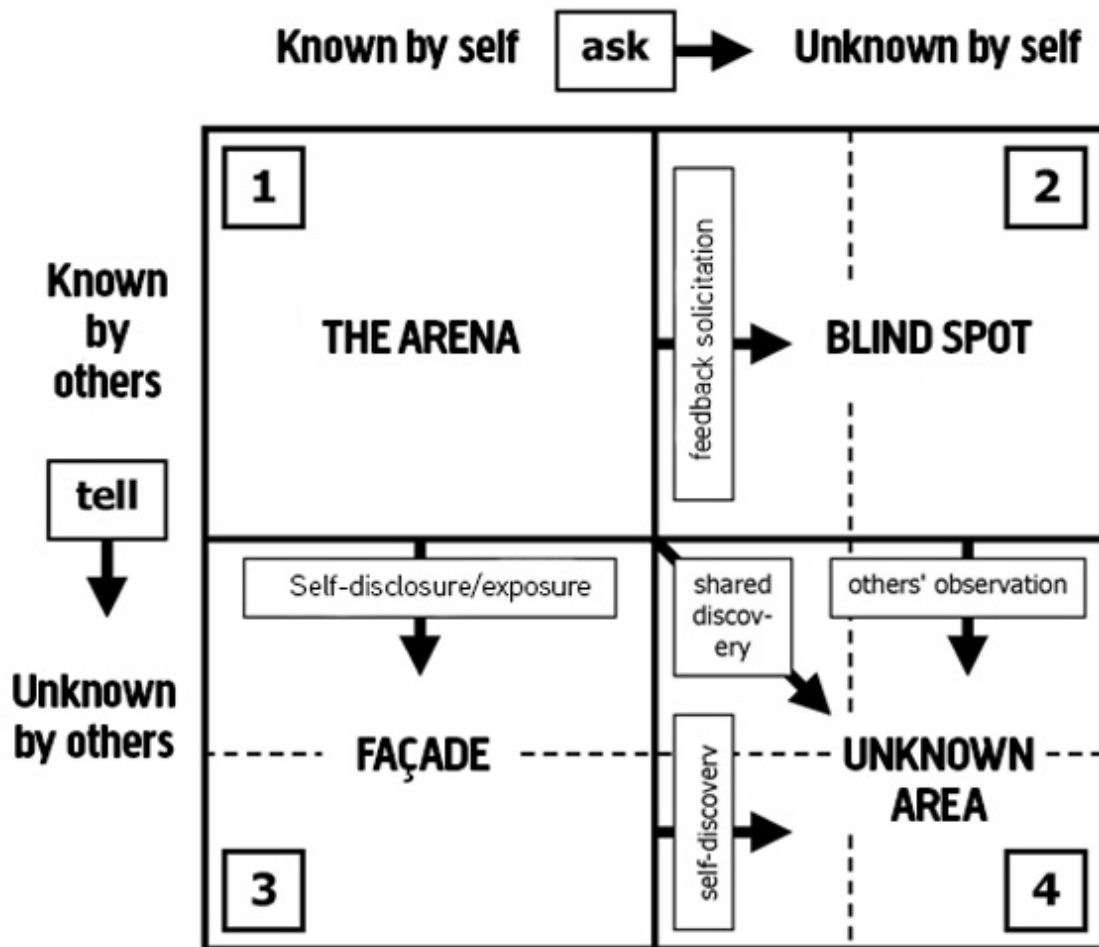 Known by self
ask
Unknown by self
1
2
Known
by
others
THE ARENA
feedback solicitation
BLIND SPOT
tell
Self-disclosure/exposure
shared
discov-
ery
others' observation
Unknown
by others
FAÇADE
self-discovery
UNKNOWN
AREA
3
4